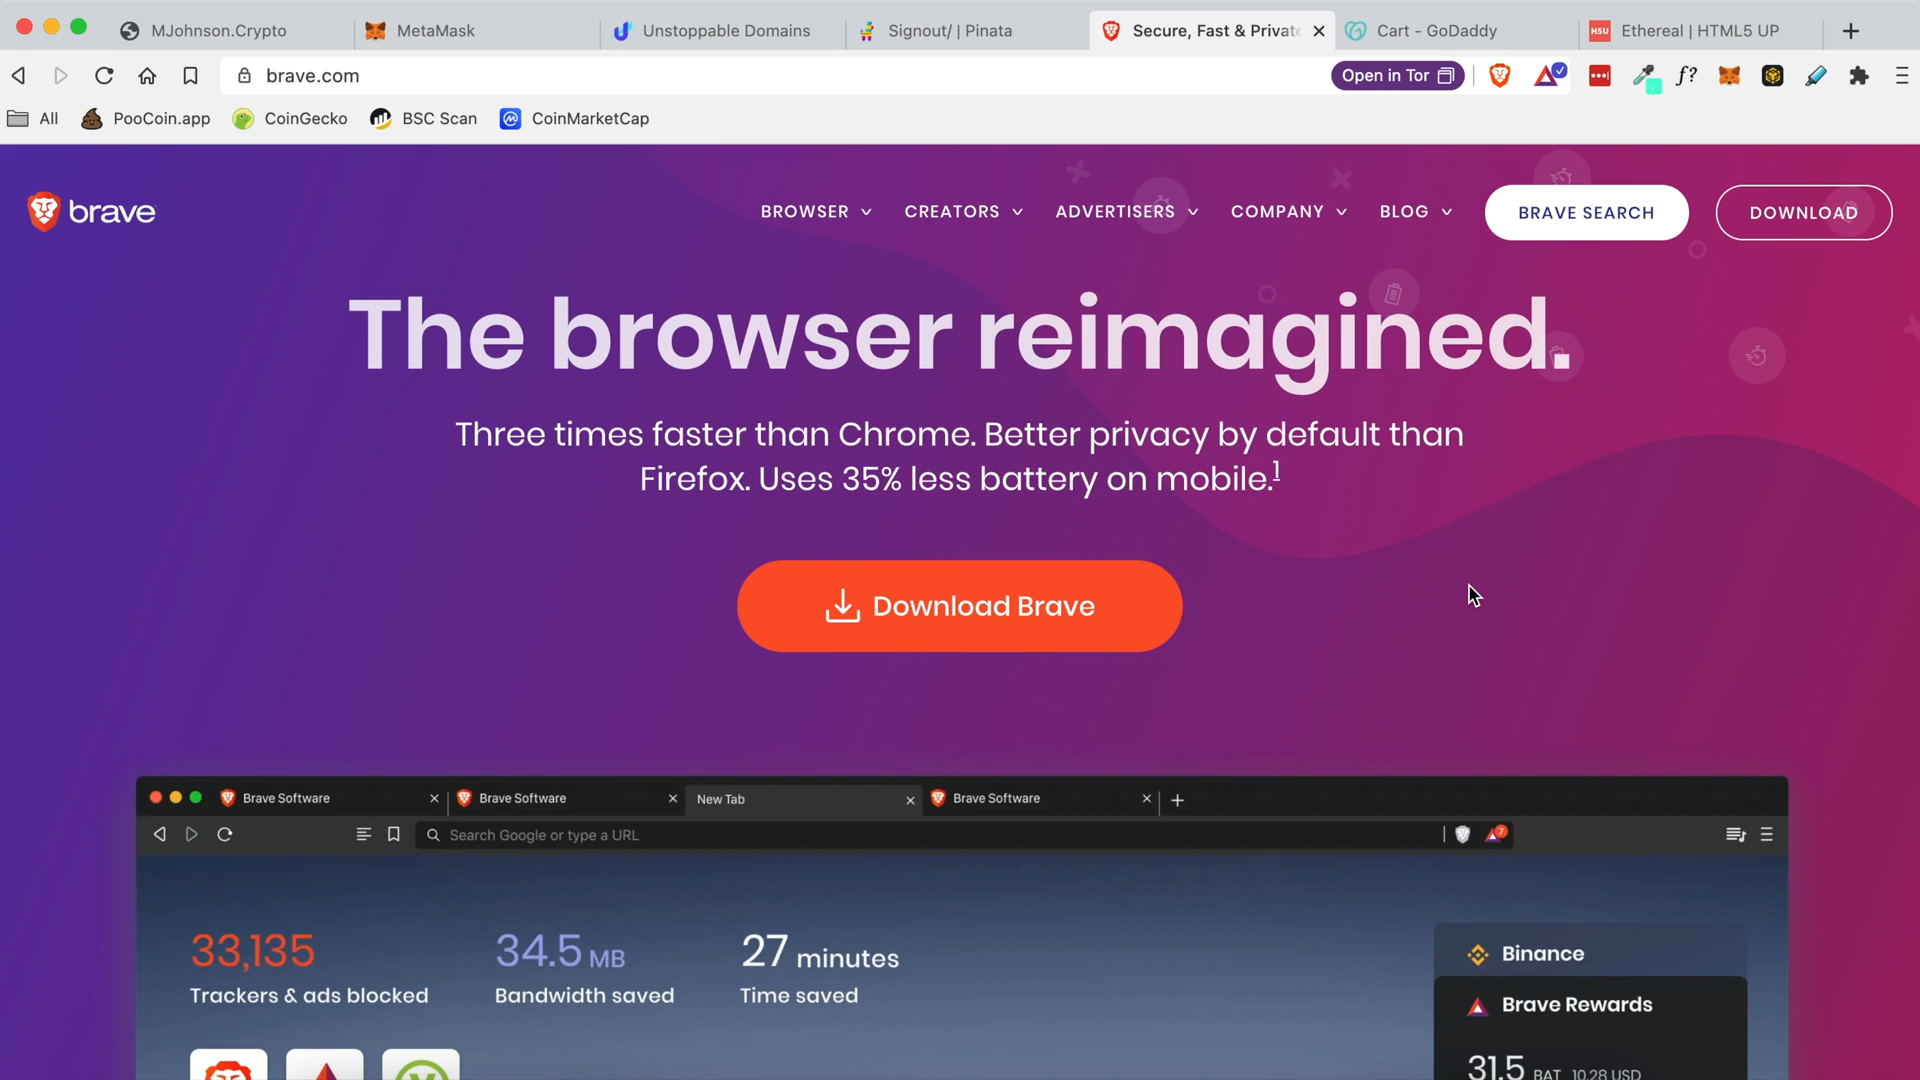 MJohnson.Crypto
MetaMask
Unstoppable Domains
Signout/ | Pinata
Secure, Fast & Private
Cart - GoDaddy
HSU
Ethereal | HTML5 UP
brave.com
Open in Tor
f?
All
PooCoin.app
CoinGecko
BSC Scan
CoinMarketCap
brave
BROWSER
CREATORS
ADVERTISERS
COMPANY
BLOG
BRAVE SEARCH
DOWNLOAD
The browser reimagined.
Three times faster than Chrome. Better privacy by default than
Firefox. Uses 35% less battery on mobile.1
Download Brave
Brave Software
Brave Software
New Tab
Brave Software
Search Google or type a URL
7
33,135
Trackers & ads blocked
34.5 MB
Bandwidth saved
27 minutes
Time saved
Binance
Brave Rewards
31.5 BAT 10.28 USD